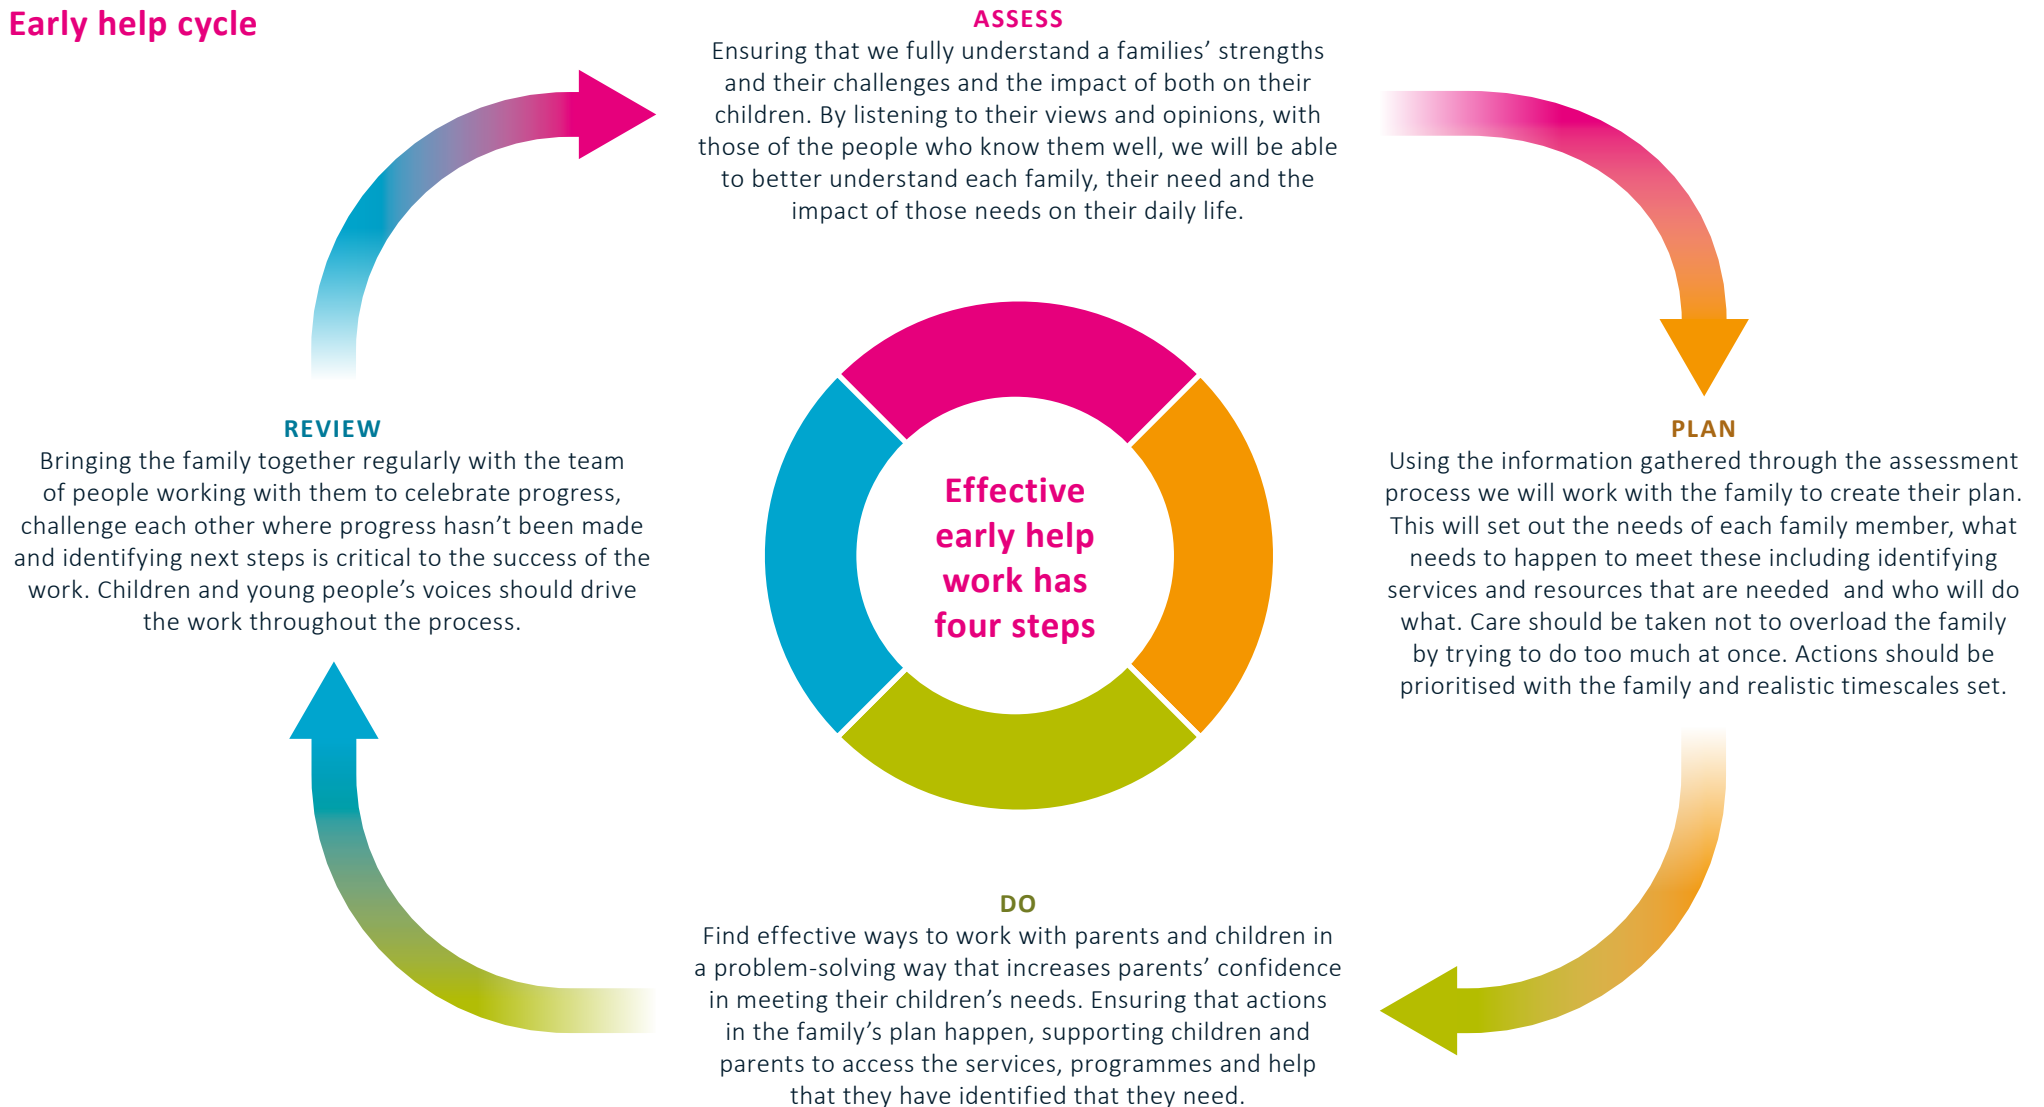 Early help cycle
ASSESS
Ensuring that we fully understand a families’ strengths
and their challenges and the impact of both on their
children. By listening to their views and opinions, with
those of the people who know them well, we will be able
to better understand each family, their need and the
impact of those needs on their daily life.
PLAN
Using the information gathered through the assessment
process we will work with the family to create their plan.
This will set out the needs of each family member, what
needs to happen to meet these including identifying
services and resources that are needed  and who will do
what. Care should be taken not to overload the family
by trying to do too much at once. Actions should be
prioritised with the family and realistic timescales set.
DO
Find effective ways to work with parents and children in
a problem-solving way that increases parents’ confidence
in meeting their children’s needs. Ensuring that actions
in the family’s plan happen, supporting children and
parents to access the services, programmes and help
that they have identified that they need.
REVIEW
Bringing the family together regularly with the team
of people working with them to celebrate progress,
challenge each other where progress hasn’t been made
and identifying next steps is critical to the success of the
work. Children and young people’s voices should drive
the work throughout the process.
Effective
early help
work has
four steps